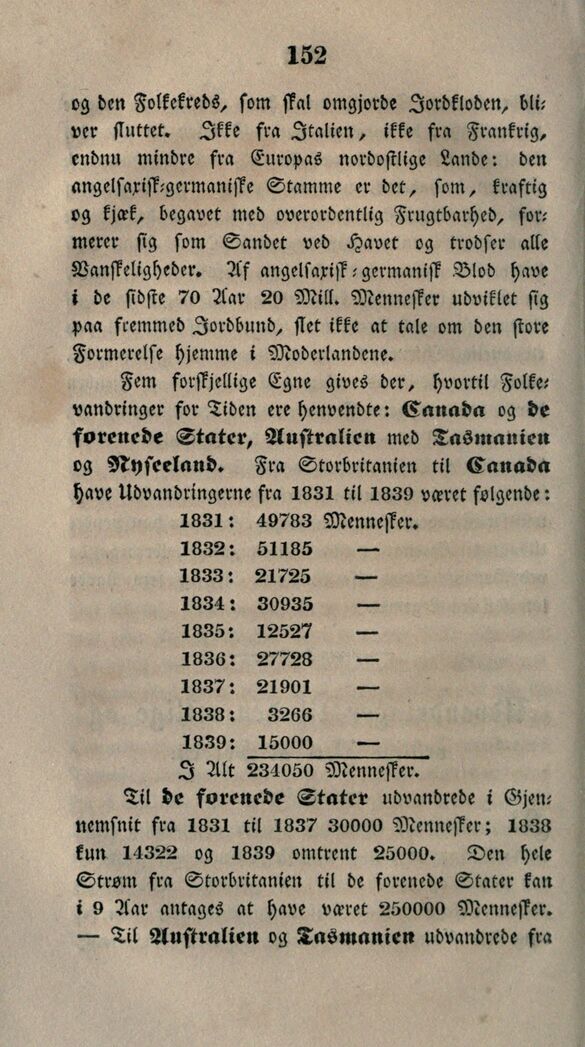 152
og den Folkekreds, som skal omgjorde Jordkloden, bli-
ver sluttet. Ikke fra Italien, ikke fra Frankrig,
endnu mindre fra Europas nordostlige Lande: den
angelsaxisk-germaniske Stamme er det, som, kraftig
og kjæk, begavet med overordentlig Frugtbarhed, for-
merer sig som Sandet ved Havet og trodser alle
Vanskeligheder. Af angelsaxisk-germanisk Blod have
i de sidste 70 Aar 20 Mill. Mennesker udviklet sig
paa fremmed Jordbund, slet ikke at tale om den store
Formerelse hjemme i Moderlandene.
Fem forskjellige Egne gives der, hvortil Folke-
vandringer for Tiden ere henvendte: Canada og de
forenede Stater, Australien med Tasmanien
og Nyseeland. Fra Storbritanien til Canada
have Udvandringerne fra 1831 til 1839 været følgende:
1831: 49783 Mennesker.
1832: 51185 —
1833: 21725 —
1834: 30935 —
1835: 12527 —
1836: 27728 —
1837: 21901 —
1838: 3266 —
1839: 15000 —
I Alt 234050 Mennesker.
Til de forenede Stater udvandrede i Gjen-
nemsnit fra 1831 til 1837 30000 Mennesker; 1838
kun 14322 og 1839 omtrent 25000. Den hele
Strøm fra Storbritanien til de forenede Stater kan
i 9 Aar antages at have været 250000 Mennesker.
— Til Australien og Tasmanien udvandrede fra